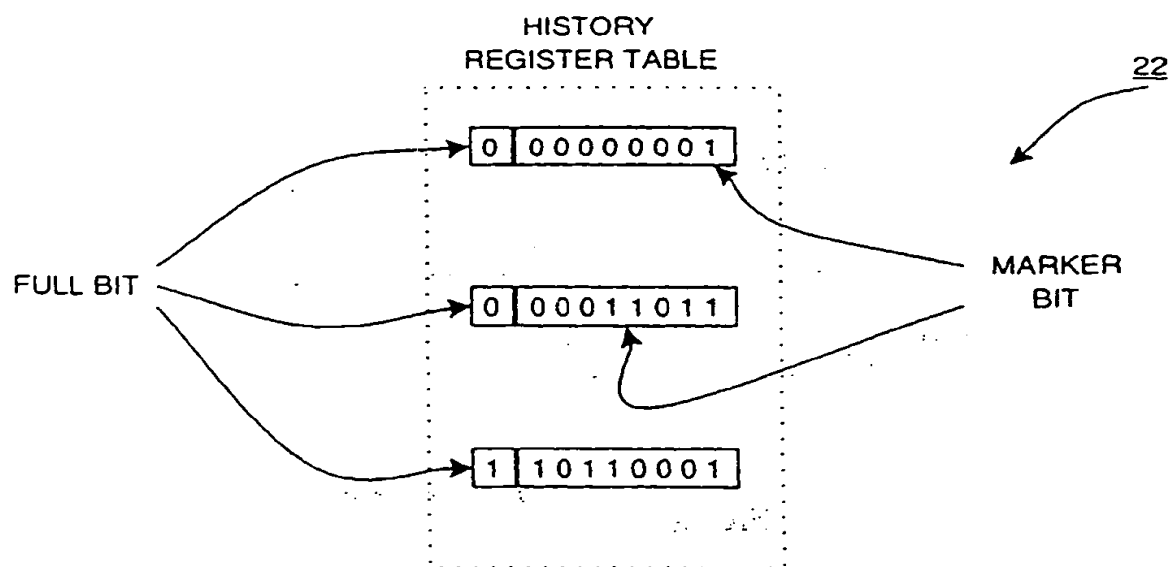 HISTORY
REGISTER TABLE
22
0 00000001
FULL BIT
MARKER
BIT
0 00011011
1 10110001